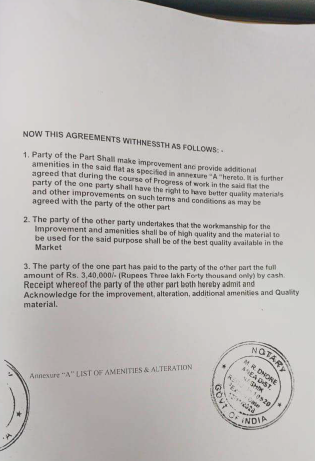 NOW THIS AGREEMENTS WITHNESSTH AS FOLLOWS: -
1. Party of the Part Shall make improvement and provide additional
amenities in the said flat as specified in annexure "A "hereto. It is further
agreed that during the course of Progress of work in the said flat the
party of the one party shall have the right to have better quality materials
and other improvements on such terms and conditions as may be
agreed with the party of the other part
2. The party of the other party undertakes that the workmanship for the
Improvement and amenities shall be of high quality and the material to
be used for the said purpose shall be of the best quality available in the
Market
3. The party of the one part has paid to the party of the other part the full
amount of Rs. 3,40,000/- (Rupees Three lakh Forty thousand only) by cash.
Receipt whereof the party of the other part both hereby admit and
Acknowledge for the improvement, alteration, additional amenities and Quality
material.
Annexure "A" LIST OF AMENITIES & ALTERATION
NOTARY
GOVT. OF INDIA